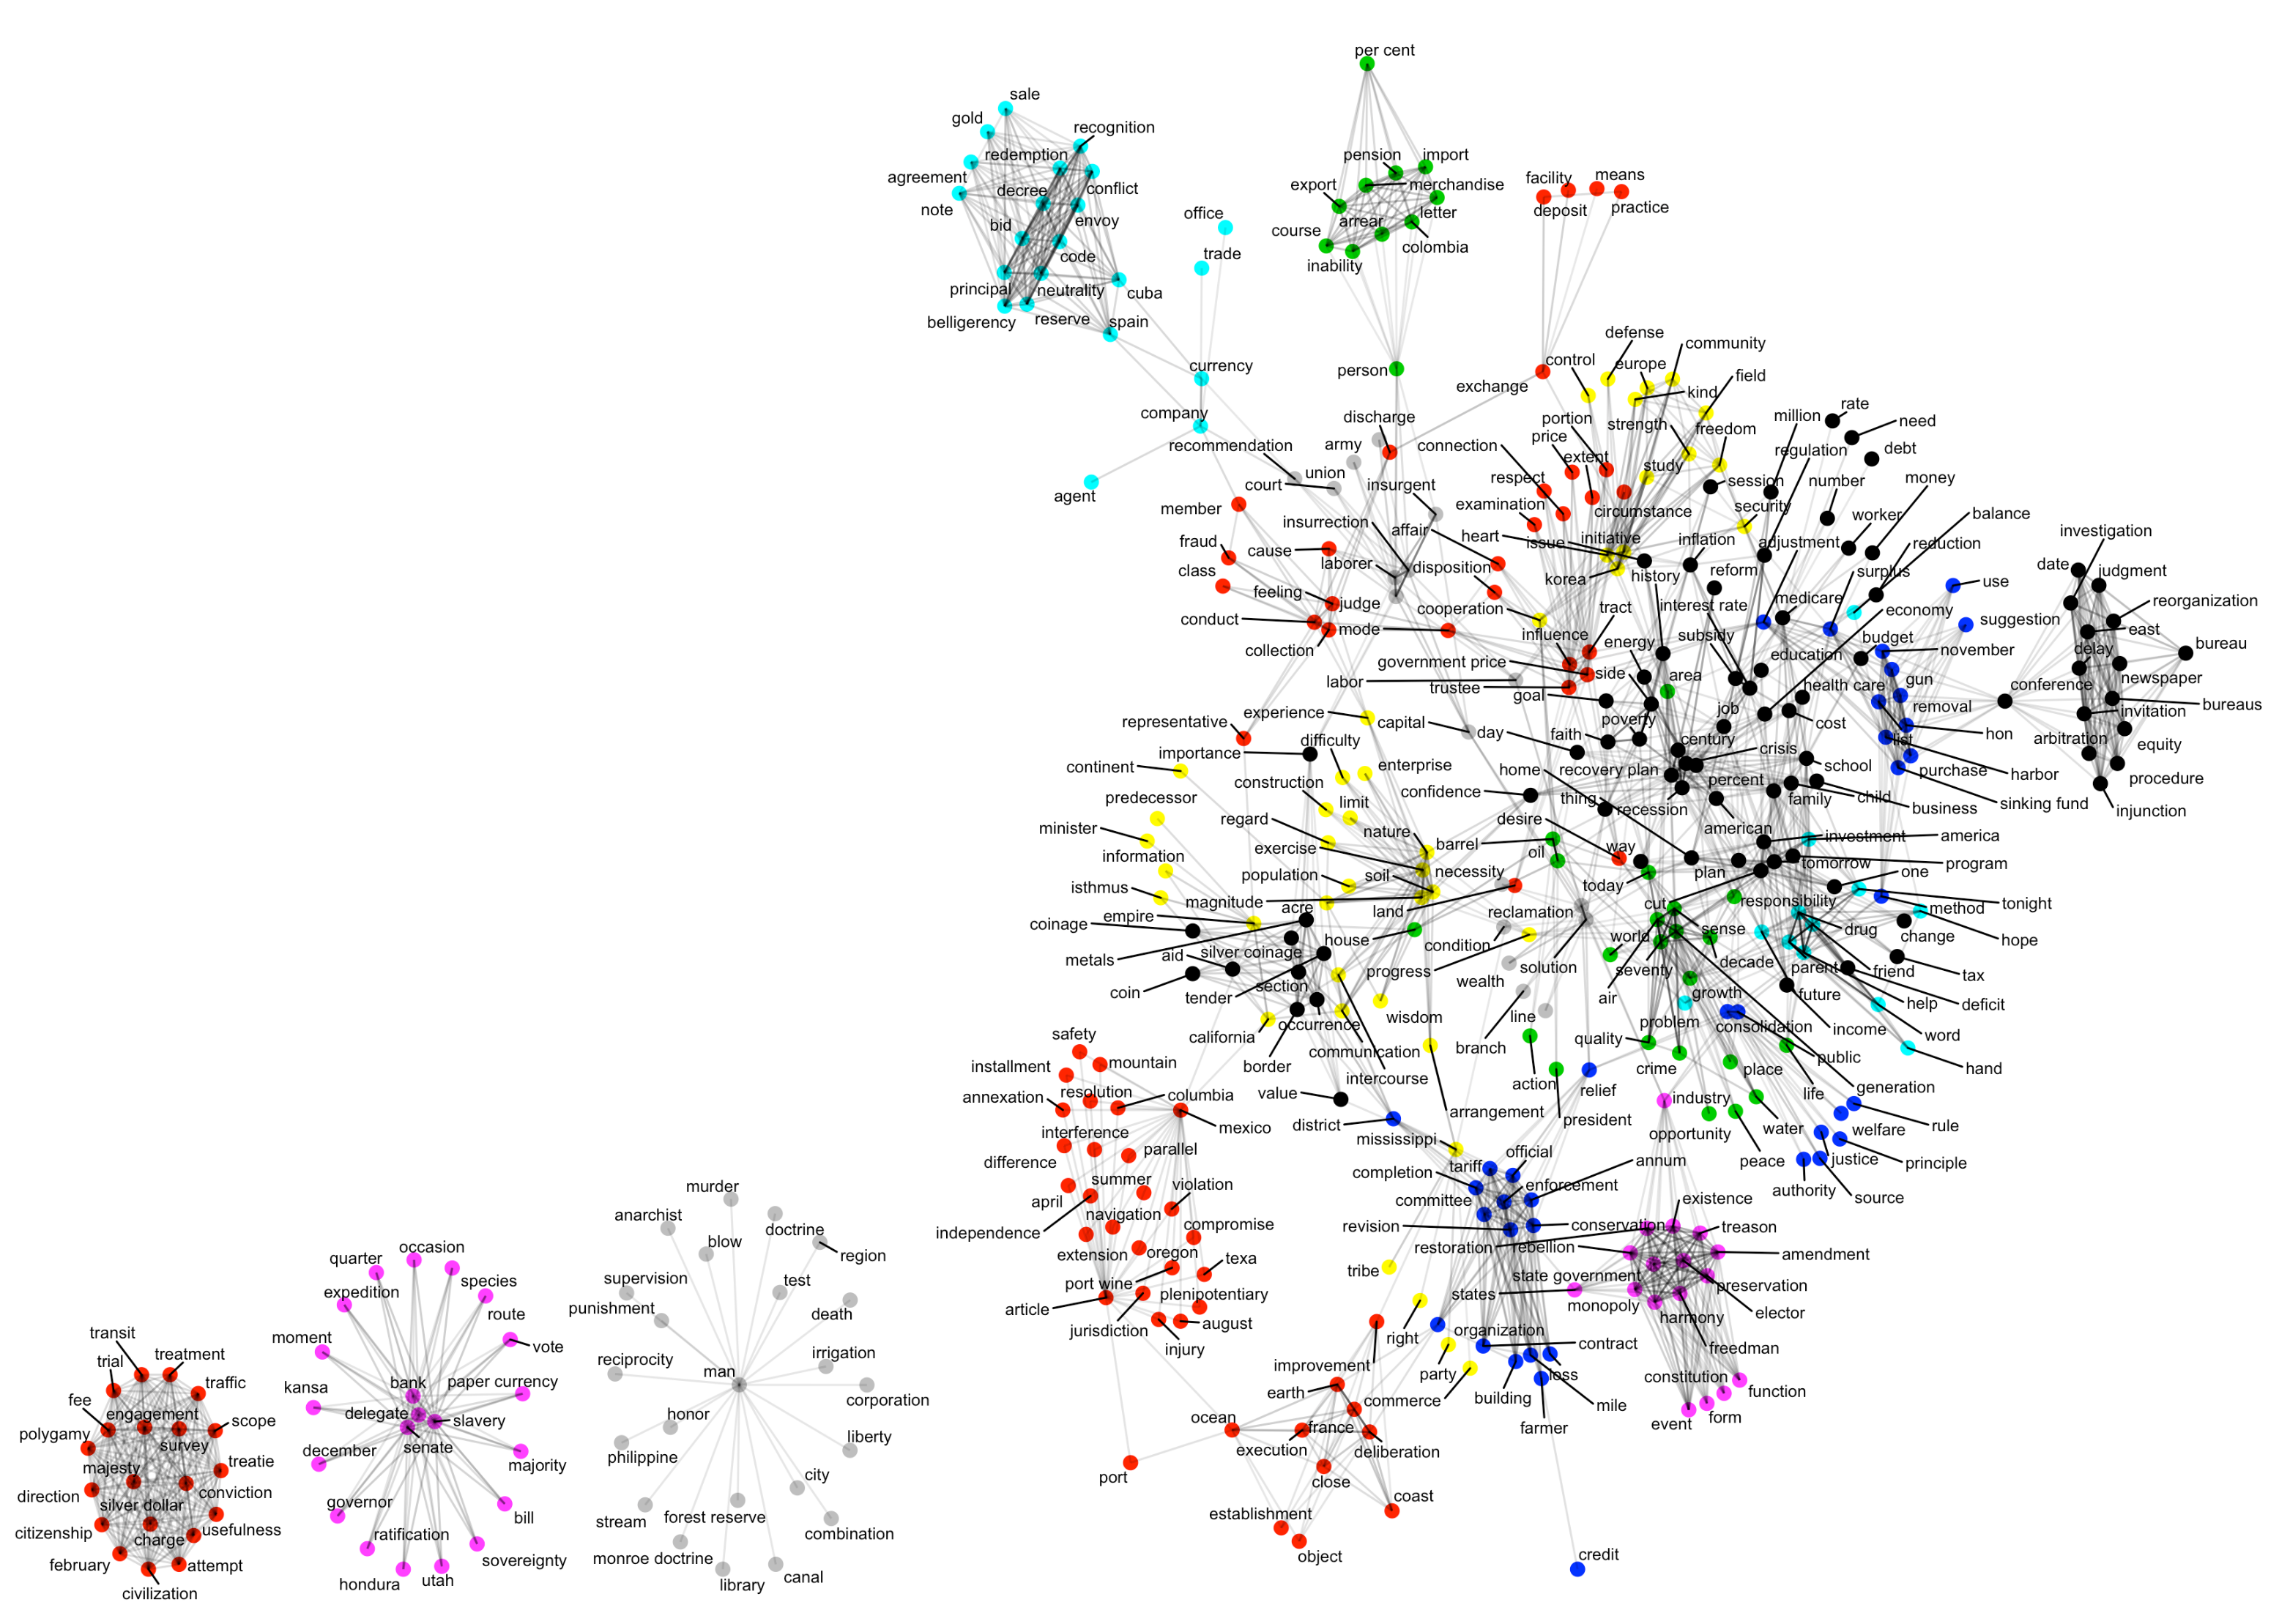 per cent
sale
gold
recognition
redemption
agreement
decree
conflict
note
envoy
bid
code
principal
neutrality
cuba
belligerency
reserve
spain
office
trade
pension
import
export
merchandise
arrear
letter
course
colombia
inability
facility
means
deposit
practice
currency
company
person
agent
exchange
control
defense
europe
community
kind
field
discharge
recommendation
army
union
court
connection
portion
price
strength
freedom
million
rate
need
regulation
debt
extent
study
respect
insurgent
session
number
money
member
examination
circumstance
security
worker
balance
insurrection
affair
heart
issue
initiative
inflation
adjustment
reduction
investigation
fraud
cause
laborer
disposition
korea
history
reform
surplus
use
date
judgment
class
feeling
judge
cooperation
tract
interest rate
medicare
economy
reorganization
conduct
mode
influence
energy
subsidy
budget
suggestion
east
bureau
collection
government price
side
area
education
november
delay
labor
trustee
goal
health care
gun
conference
newspaper
representative
experience
capital
day
poverty
job
cost
removal
invitation
bureaus
importance
difficulty
faith
century
crisis
list
hon
arbitration
equity
continent
construction
enterprise
home
recovery plan
percent
school
purchase
harbor
procedure
predecessor
limit
confidence
thing
recession
family
child
business
sinking fund
injunction
minister
regard
nature
desire
american
investment
america
information
exercise
barrel
oil
way
tomorrow
program
isthmus
population
soil
necessity
today
plan
one
magnitude
land
coinage
empire
acre
reclamation
cut
responsibility
method
tonight
metals
aid
silver coinage
house
condition
world
sense
drug
change
hope
coin
tender
section
progress
wealth
solution
seventy
decade
parent
friend
tax
california
occurrence
wisdom
line
air
growth
future
help
deficit
safety
border
communication
branch
quality
problem
consolidation
income
word
installment
mountain
value
intercourse
action
relief
crime
place
public
hand
annexation
resolution
columbia
arrangement
president
life
generation
interference
mexico
district
mississippi
industry
opportunity
water
welfare
rule
difference
parallel
completion
tariff
official
annum
peace
justice
principle
april
summer
violation
committee
enforcement
existence
authority
source
independence
navigation
compromise
revision
conservation
treason
extension
oregon
texa
restoration
rebellion
amendment
article
port wine
plenipotentiary
tribe
state government
preservation
jurisdiction
august
states
monopoly
harmony
elector
injury
right
organization
contract
freedman
improvement
party
loss
constitution
function
earth
commerce
building
mile
farmer
event
form
ocean
france
execution
deliberation
port
close
coast
establishment
object
credit
murder
anarchist
doctrine
blow
region
supervision
test
punishment
death
reciprocity
man
irrigation
corporation
honor
philippine
liberty
city
stream
forest reserve
combination
monroe doctrine
library
canal
quarter
occasion
expedition
species
route
moment
vote
bank
kansa
paper currency
delegate
slavery
december
senate
majority
governor
bill
ratification
sovereignty
hondura
utah
transit
trial
treatment
fee
traffic
engagement
scope
polygamy
survey
majesty
treatie
direction
silver dollar
conviction
citizenship
charge
usefulness
february
attempt
civilization